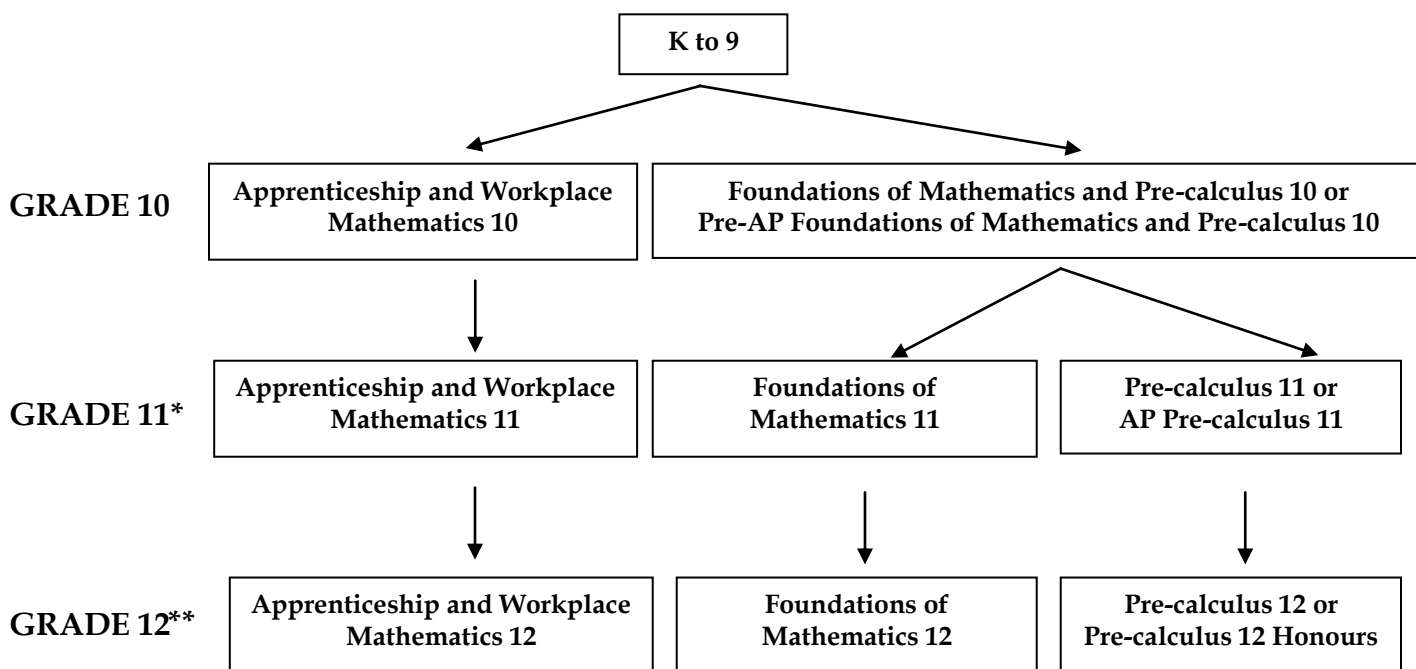 K to 9
GRADE 10
Apprenticeship and Workplace
Mathematics 10
Foundations of Mathematics and Pre-calculus 10 or
Pre-AP Foundations of Mathematics and Pre-calculus 10
GRADE 11*
Apprenticeship and Workplace
Mathematics 11
Foundations of
Mathematics 11
Pre-calculus 11 or
AP Pre-calculus 11
GRADE 12**
Apprenticeship and Workplace
Mathematics 12
Foundations of
Mathematics 12
Pre-calculus 12 or
Pre-calculus 12 Honours